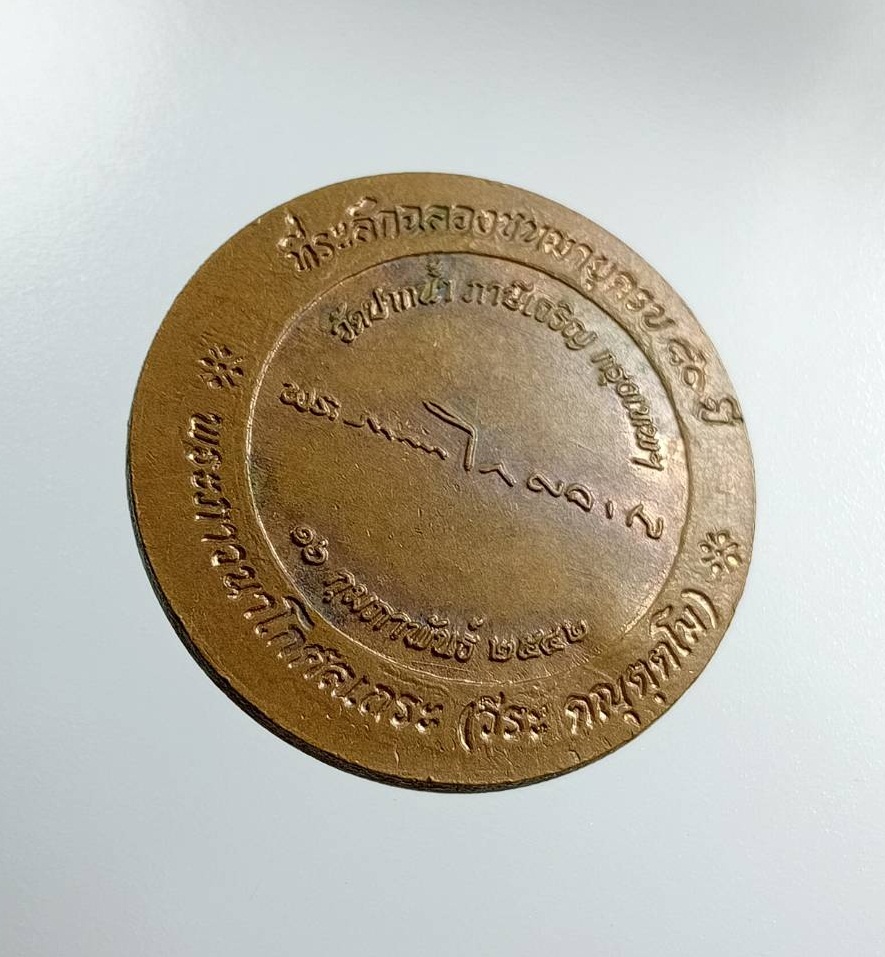 ที่ระลึกฉลองชนมายุครบ ๘๑ ปี
วัดปากน้ำ ภาษีเจริญ กรุงเทพฯ
๑๖ กุมภาพันธ์ ๒๕๔๒
พระภาวนาโกศลเถระ (วีระ คณุตฺตโม)